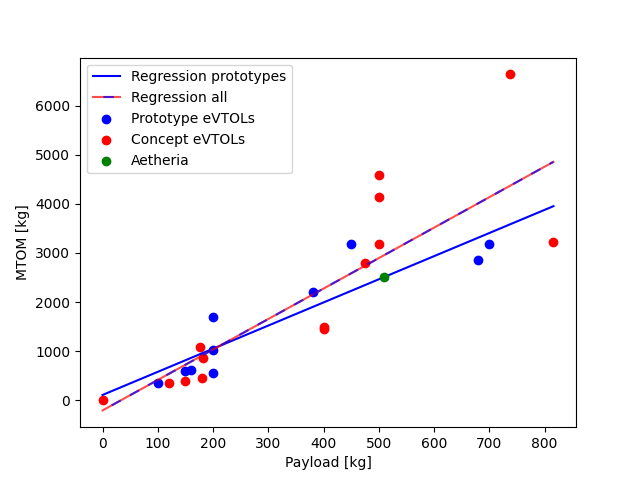 Regression prototypes
Regression all
Prototype eVTOLs
Concept eVTOLs
Aetheria
MTOM [kg]
6000
5000
4000
3000
2000
1000
0
0 100 200 300 400 500 600 700 800
Payload [kg]